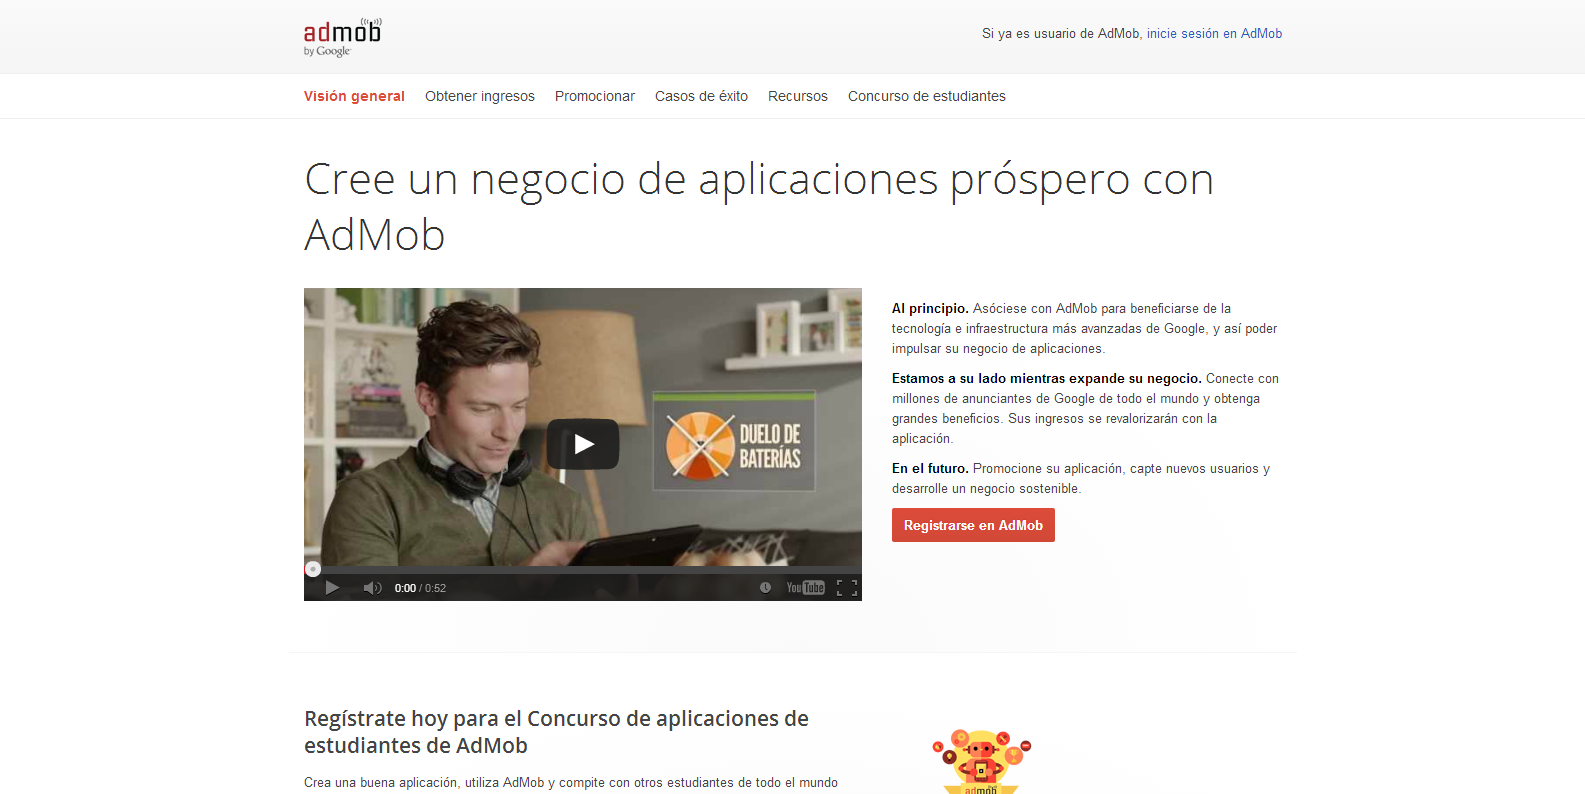 admob
by Google
Si ya es usuario de AdMob, inicie sesión en AdMob
Visión general Obtener ingresos Promocionar Casos de éxito Recursos Concurso de estudiantes
Cree un negocio de aplicaciones próspero con
AdMob
DUELO DE
BATERÍAS
0:00 / 0:52
YouTube
Al principio. Asóciese con AdMob para beneficiarse de la
tecnología e infraestructura más avanzadas de Google, y así poder
impulsar su negocio de aplicaciones.
Estamos a su lado mientras expande su negocio. Conecte con
millones de anunciantes de Google de todo el mundo y obtenga
grandes beneficios. Sus ingresos se revalorizarán con la
aplicación.
En el futuro. Promocione su aplicación, capte nuevos usuarios y
desarrolle un negocio sostenible.
Registrarse en AdMob
Regístrate hoy para el Concurso de aplicaciones de
estudiantes de AdMob
Crea una buena aplicación, utiliza AdMob y compite con otros estudiantes de todo el mundo
admob